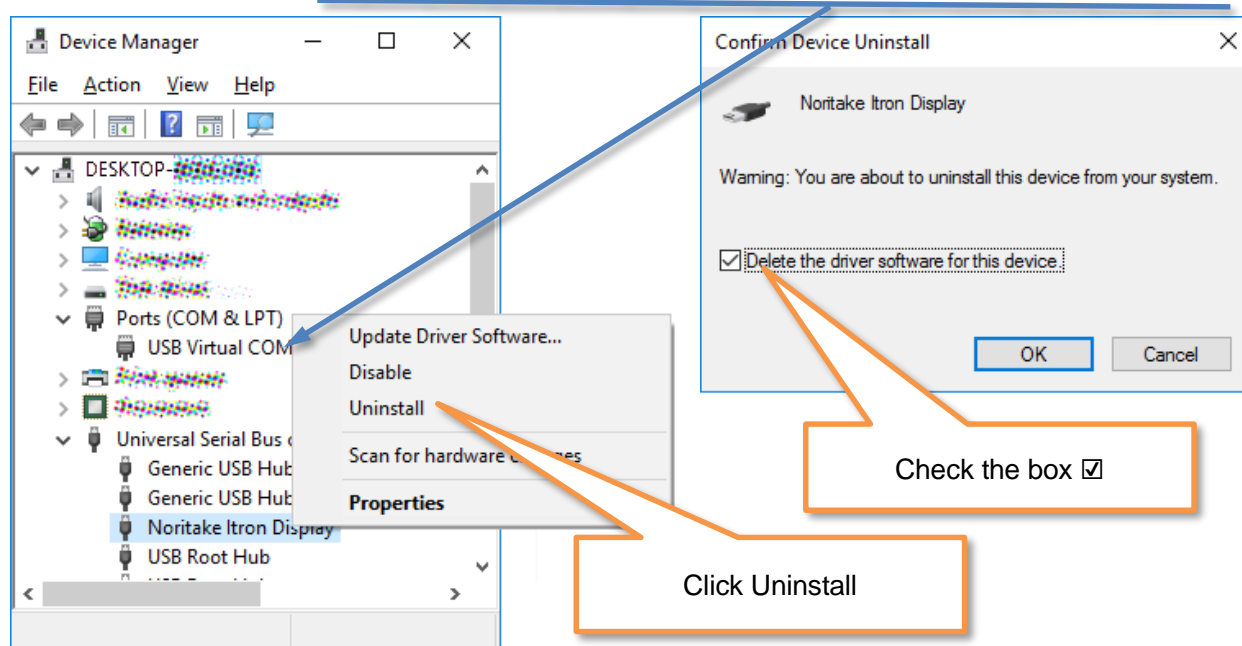 Device Manager
File Action View Help
DESKTOP-
Ports (COM & LPT)
USB Virtual COM
Universal Serial Bus
Generic USB Hub
Generic USB Hub
Noritake Itron Display
USB Root Hub
Update Driver Software...
Disable
Uninstall
Scan for hardware
Properties
Click Uninstall
Confirm Device Uninstall
Noritake Itron Display
Warning: You are about to uninstall this device from your system.
Delete the driver software for this device.
OK Cancel
Check the box ☑